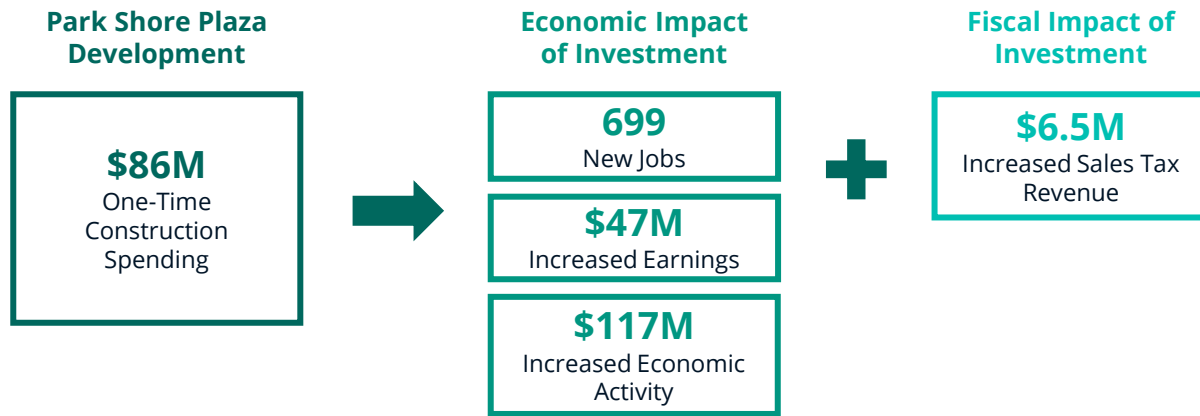 Park Shore Plaza
Development
$86M
One-Time
Construction
Spending
Economic Impact
of Investment
699
New Jobs
$47M
Increased Earnings
$117M
Increased Economic
Activity
Fiscal Impact of
Investment
$6.5M
Increased Sales Tax
Revenue